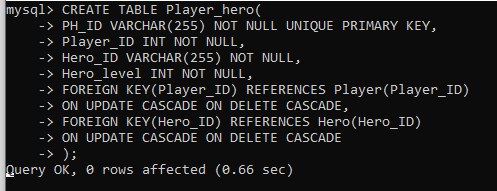 mysql> CREATE TABLE Player_hero(
-> PH_ID VARCHAR(255) NOT NULL UNIQUE PRIMARY KEY,
-> Player_ID INT NOT NULL,
-> Hero_ID VARCHAR(255) NOT NULL,
-> Hero_level INT NOT NULL,
-> FOREIGN KEY(Player_ID) REFERENCES Player(Player_ID)
-> ON UPDATE CASCADE ON DELETE CASCADE,
-> FOREIGN KEY(Hero_ID) REFERENCES Hero(Hero_ID)
-> ON UPDATE CASCADE ON DELETE CASCADE
-> );
Query OK, 0 rows affected (0.66 sec)